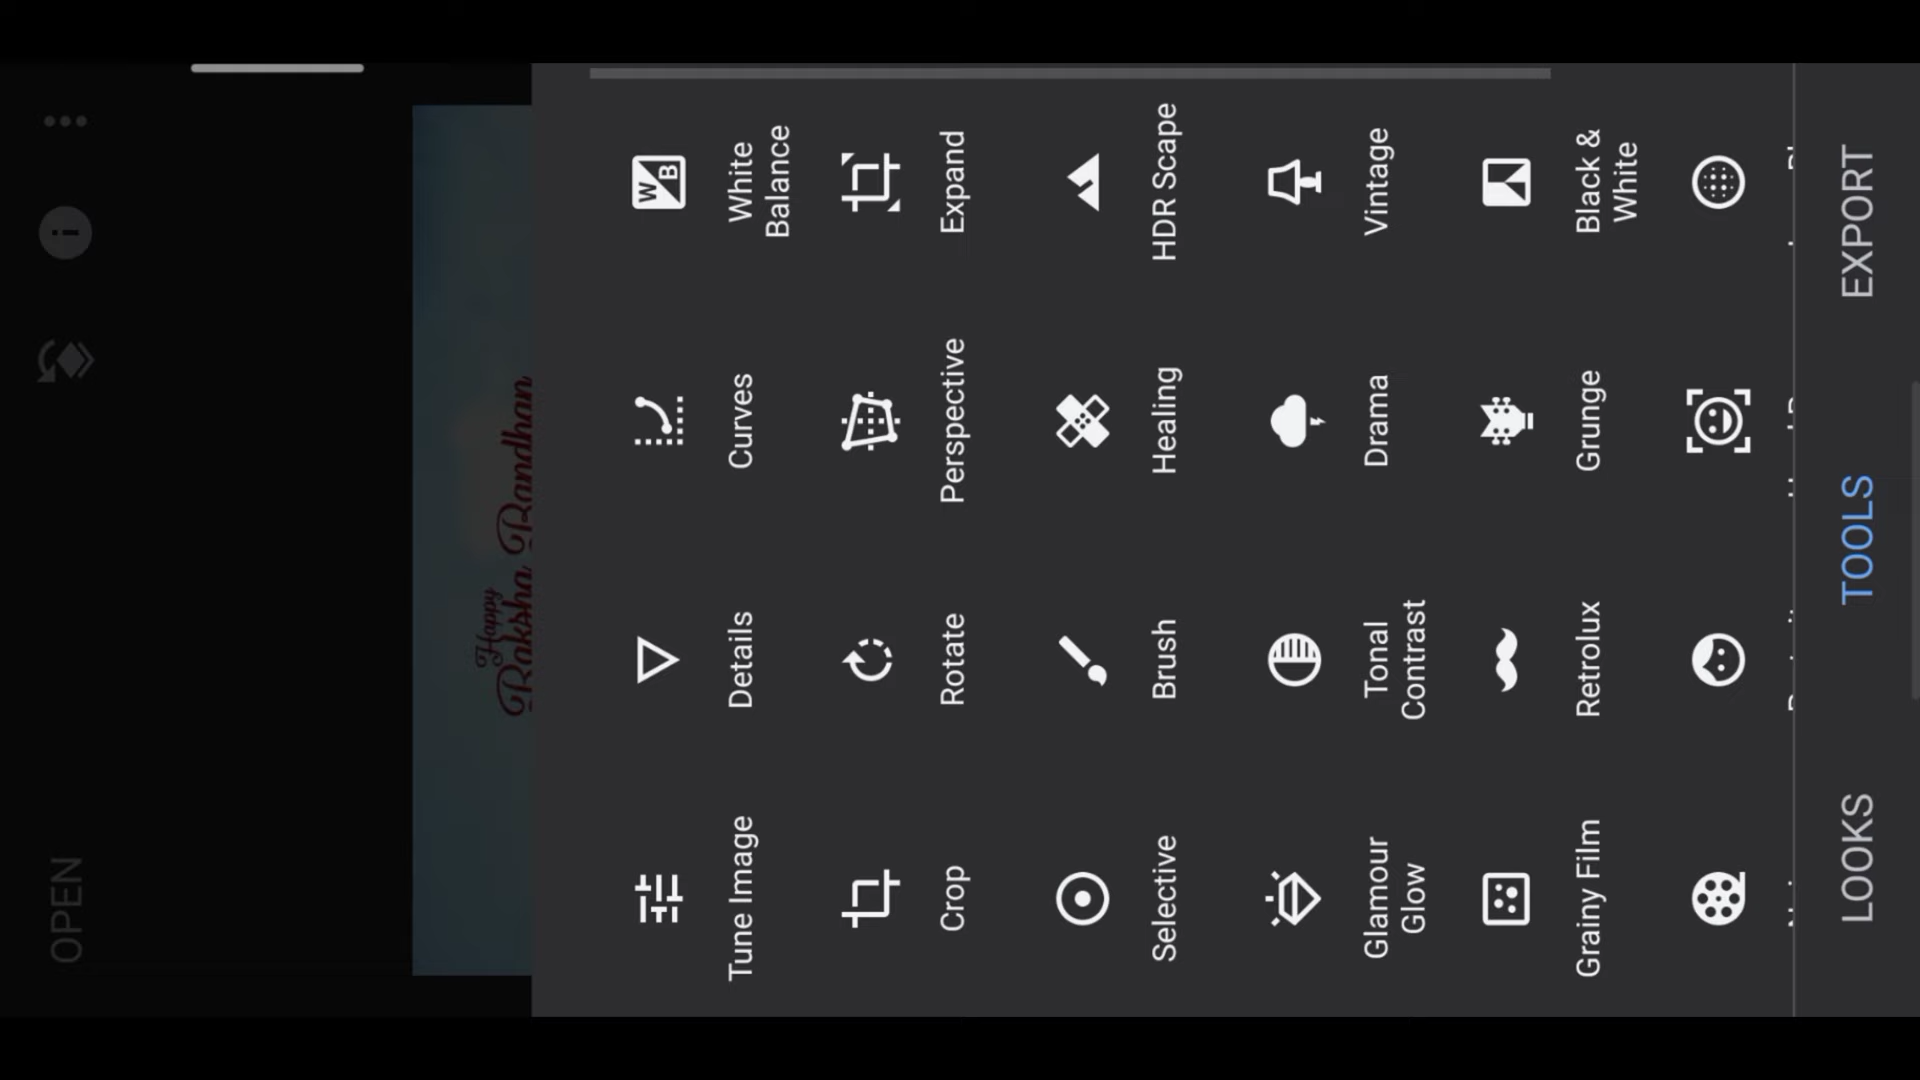 OPEN
Happy
Raksha Bandhan
Tune Image
Details
Curves
White
Balance
Crop
Rotate
Perspective
Expand
Selective
Brush
Healing
HDR Scape
Glamour
Glow
Tonal
Contrast
Drama
Vintage
Grainy Film
Retrolux
Grunge
Black &
White
LOOKS
TOOLS
EXPORT